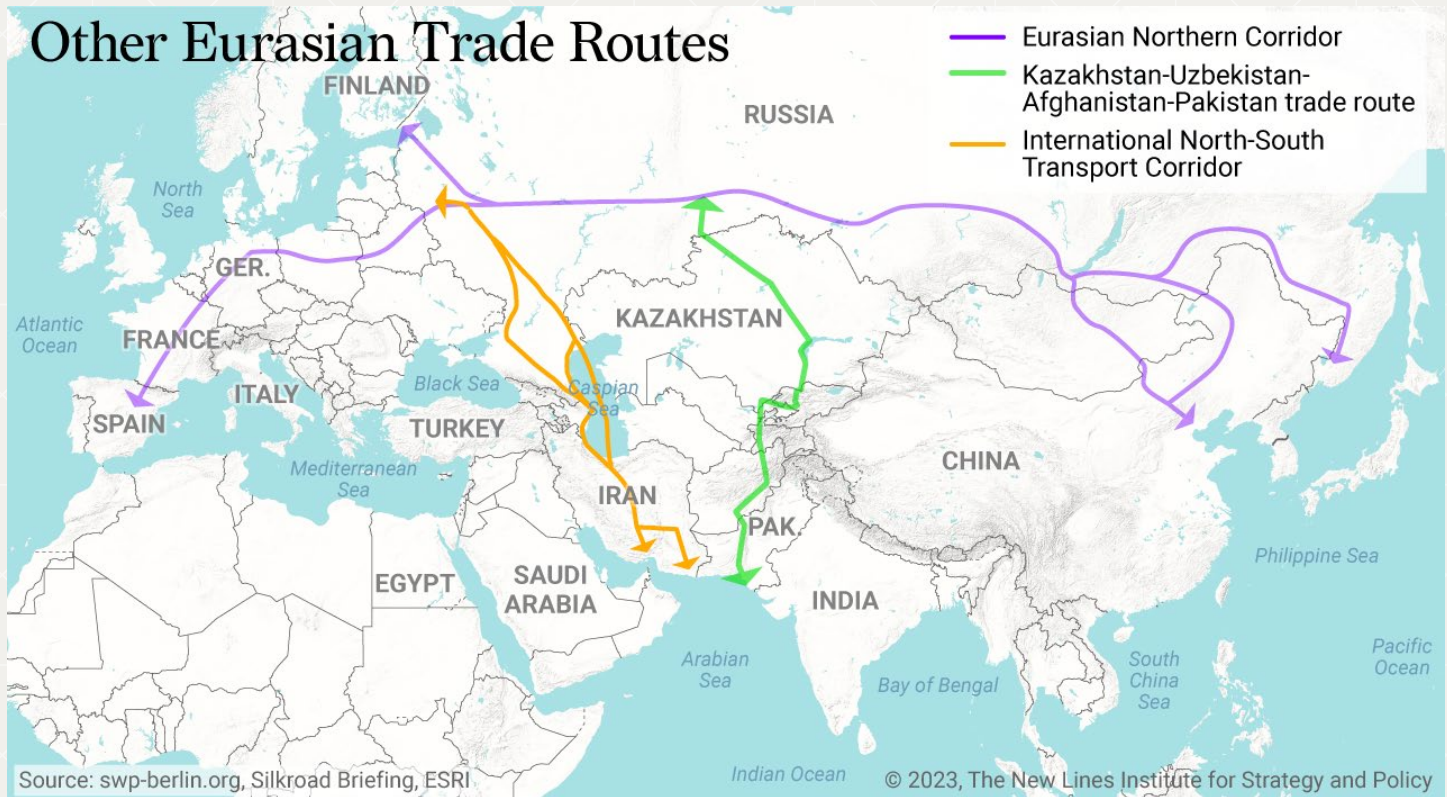 Other Eurasian Trade Routes
Eurasian Northern Corridor
Kazakhstan-Uzbekistan-
Afghanistan-Pakistan trade route
International North-South
Transport Corridor
FINLAND
RUSSIA
North
Sea
GER.
Atlantic
Ocean
FRANCE
KAZAKHSTAN
Black Sea
Caspian
Sea
ITALY
SPAIN
TURKEY
Mediterranean
Sea
CHINA
IRAN
PAK.
Philippine Sea
EGYPT
SAUDI
ARABIA
INDIA
Arabian
Sea
Bay of Bengal
South
China
Sea
Pacific
Ocean
Indian Ocean
Source: swp-berlin.org, Silkroad Briefing, ESRI
© 2023, The New Lines Institute for Strategy and Policy